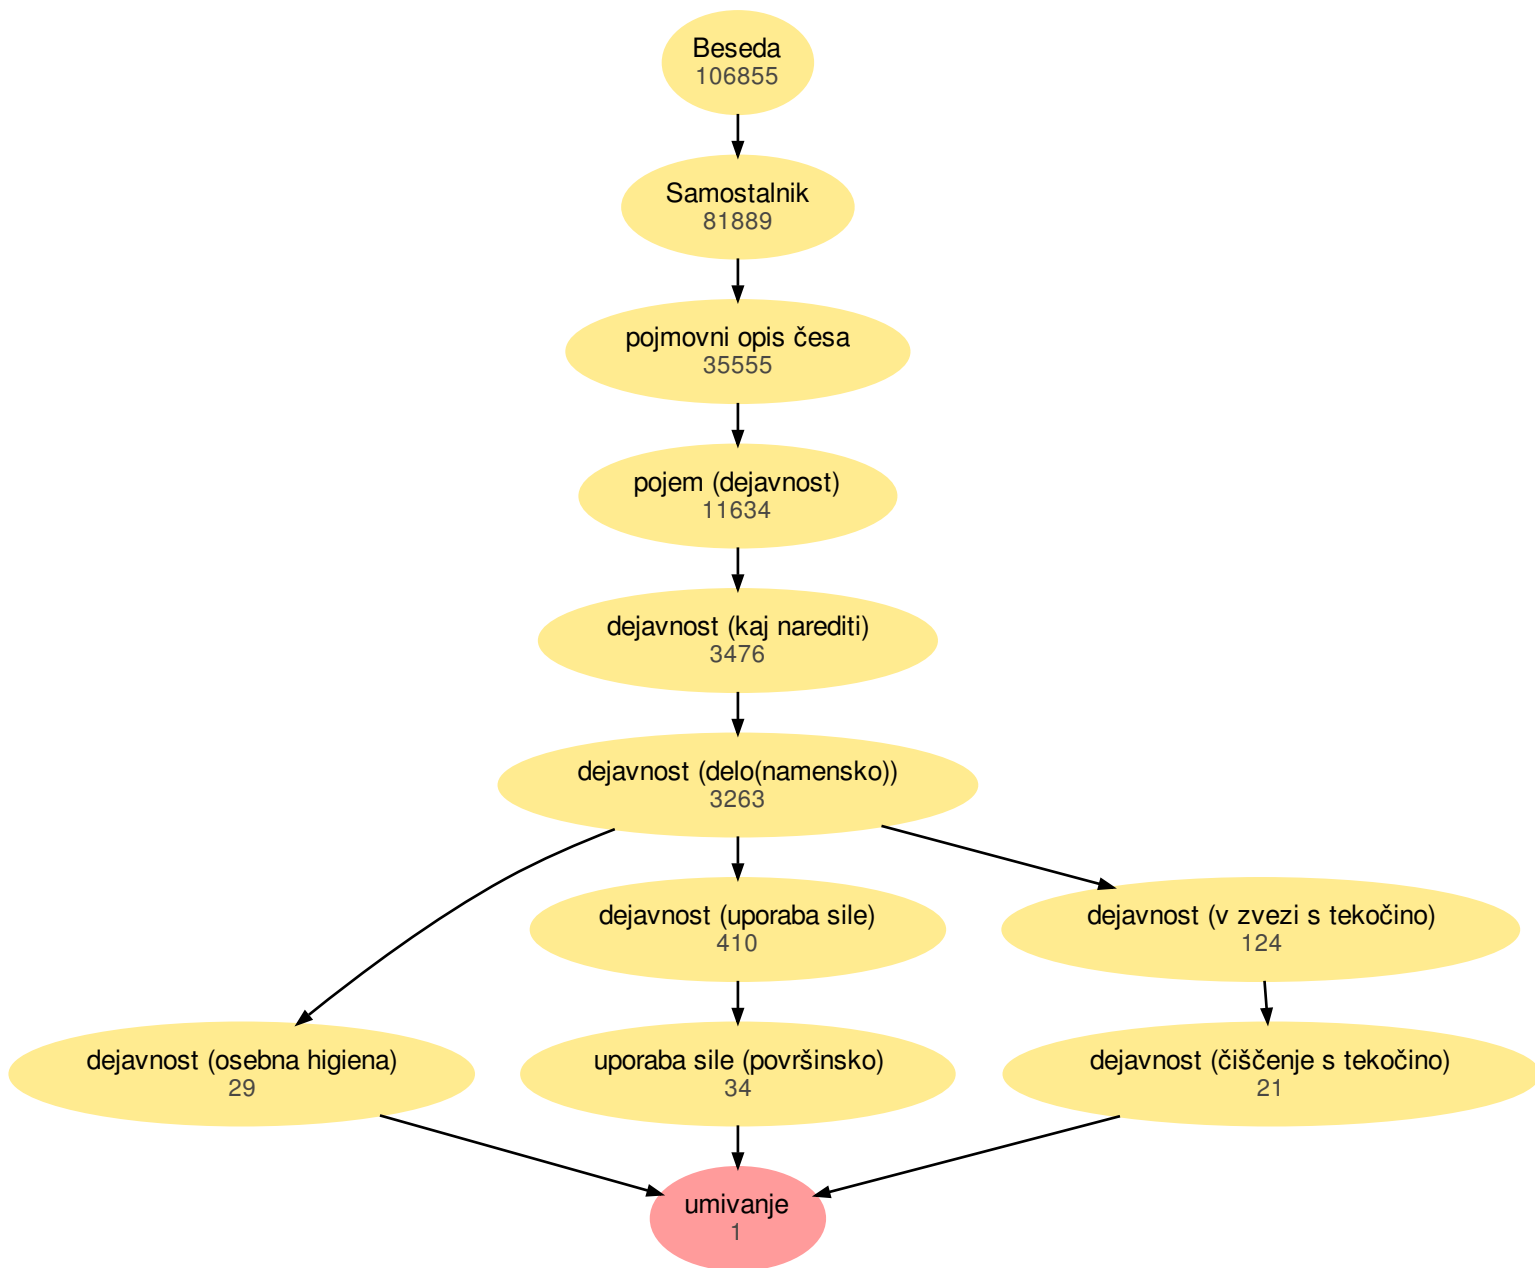 Beseda
106855
Samostalnik
81889
pojmovni opis česa
35555
pojem (dejavnost)
11634
dejavnost (kaj narediti)
3476
dejavnost (delo(namensko))
3263
dejavnost (uporaba sile)
410
dejavnost (v zvezi s tekočino)
124
dejavnost (osebna higiena)
29
uporaba sile (površinsko)
34
dejavnost (čiščenje s tekočino)
21
umivanje
1